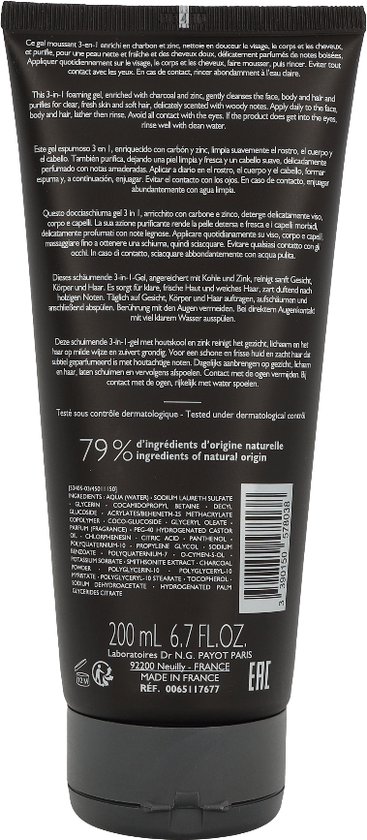 Ce gel moussant 3-en-1 enrichi en charbon et zinc, nettoie en douceur le visage, le corps et les cheveux,
et purifie, pour une peau nette et fraîche et des cheveux doux, délicatement parfumés de notes boisées.
Appliquer quotidiennement sur le visage, le corps et les cheveux, faire mousser, puis rincer. Eviter tout
contact avec les yeux. En cas de contact, rincer abondamment à l'eau claire.
This 3-in-1 foaming gel, enriched with charcoal and zinc, gently cleanses the face, body and hair and
purifies for clear, fresh skin and soft hair, delicately scented with woody notes. Apply daily to the face,
body and hair, lather then rinse. Avoid all contact with the eyes. If the product does get into the eyes,
rinse well with clean water.
Este gel espumoso 3 en 1, enriquecido con carbón y zinc, limpia suavemente el rostro, el cuerpo y
el cabello. También purifica, dejando una piel limpia y fresca y un cabello suave, delicadamente
perfumado con notas amaderadas. Aplicar a diario en el rostro, el cuerpo y el cabello, formar
espuma y, a continuación, enjuagar. Evitar el contacto con los ojos. En caso de contacto, enjuagar
abundantemente con agua limpia.
Questo docciaschiuma gel 3 in 1, arricchito con carbone e zinco, deterge delicatamente viso,
corpo e capelli. La sua azione purificante rende la pelle detersa e fresca e i capelli morbidi,
delicatamente profumati con note legnose. Applicare quotidianamente su viso, corpo e capelli,
massaggiare fino a ottenere una schiuma, quindi sciacquare. Evitare qualsiasi contatto con gli
occhi. In caso di contatto, sciacquare abbondantemente con acqua pulita.
Dieses schäumende 3-in-1-Gel, angereichert mit Kohle und Zink, reinigt sanft Gesicht,
Körper und Haar. Es sorgt für klare, frische Haut und weiches Haar, zart duftend nach
holzigen Noten. Täglich auf Gesicht, Körper und Haar auftragen, aufschäumen und
anschließend abspülen. Berührung mit den Augen vermeiden. Bei direktem Augenkontakt
mit viel klarem Wasser ausspülen.
Deze schuimende 3-in-1-gel met houtskool en zink reinigt het gezicht, lichaam en het
haar op milde wijze en zuivert grondig. Voor een schone en frisse huid en zacht haar dat
subtiel geparfumeerd is met houtachtige noten. Dagelijks aanbrengen op gezicht, lichaam
en haar, laten schuimen en vervolgens afspoelen. Contact met de ogen vermijden. Bij
contact met de ogen, rijkelijk met water spoelen.
Testé sous contrôle dermatologique - Tested under dermatological control
79 % d'ingrédients d'origine naturelle
ingredients of natural origin
[53406-03(45011150]
INGREDIENTS: AQUA (WATER) - SODIUM LAURETH SULFATE
- GLYCERIN - COCAMIDOPROPYL BETAINE - DECYL
GLUCOSIDE - ACRYLATES/BEHENETH-25 METHACRYLATE
COPOLYMER - COCO-GLUCOSIDE - GLYCERYL OLEATE -
PARFUM (FRAGRANCE) - PEG-40 HYDROGENATED CASTOR
OIL - CHLORPHENESIN - CITRIC ACID - PANTHENOL -
POLYQUATERNIUM-10 - PROPYLENE GLYCOL - SODIUM
BENZOATE - POLYQUATERNIUM-7 - O-CYMEN-5-OL -
POTASSIUM SORBATE - SMITHSONITE EXTRACT - CHARCOAL
POWDER - POLYGLYCERIN-10 - POLYGLYCERYL-10
MYRISTATE - POLYGLYCERYL-10 STEARATE - TOCOPHEROL -
SODIUM DEHYDROACETATE - HYDROGENATED PALM
GLYCERIDES CITRATE
3 390150 578038
200 mL 6.7 FL.OZ.
Laboratoires Dr N.G. PAYOT PARIS
92200 Neuilly - FRANCE
MADE IN FRANCE
RÉF. 0065117677
12 M
EAC